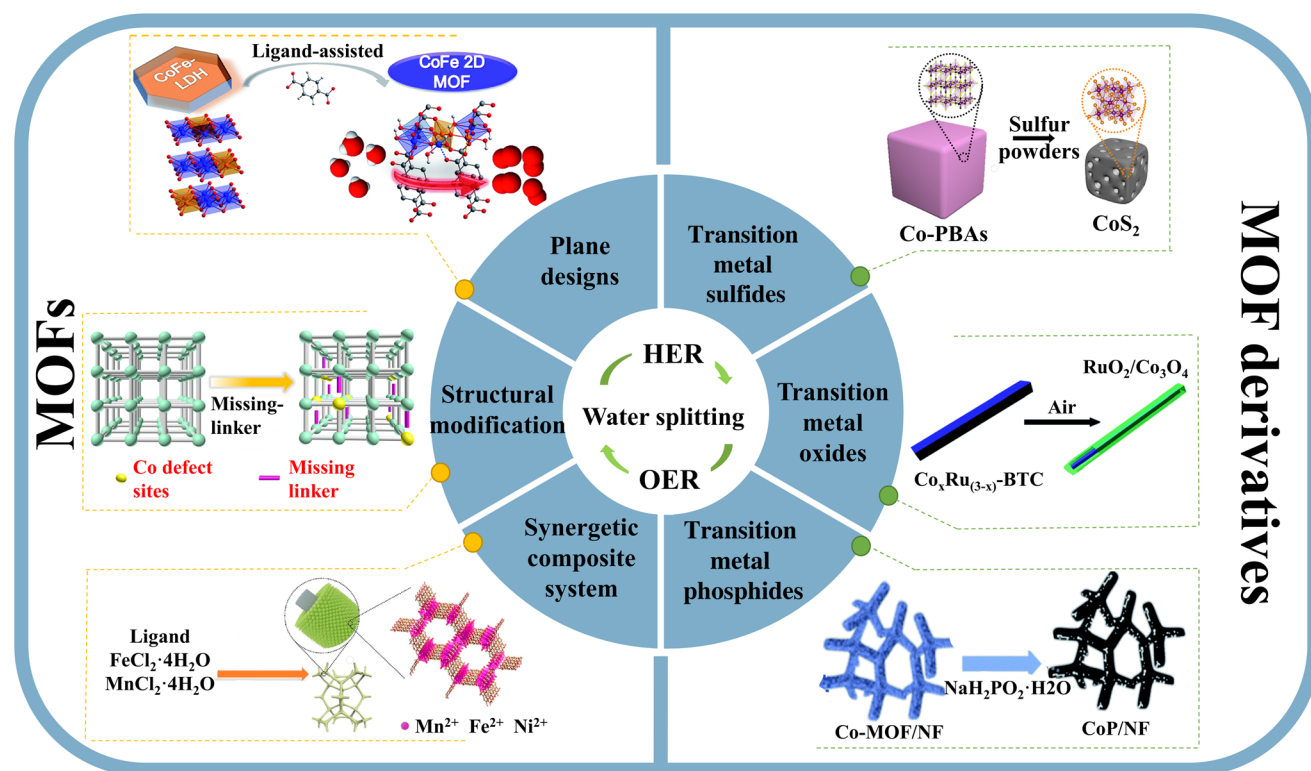 MOFs
CoFe-
LDH
Ligand-assisted
CoFe 2D
MOF
Missing-
linker
Co defect
sites
Missing
linker
Ligand
FeCl₂·4H₂O
MnCl₂·4H₂O
Mn²⁺ Fe²⁺ Ni²⁺
Plane
designs
Structural
modification
Synergetic
composite
system
HER
Water splitting
OER
Transition
metal
sulfides
Transition
metal
oxides
Transition
metal
phosphides
Sulfur
powders
Co-PBAs
CoS₂
RuO₂/Co₃O₄
Air
CoₓRu₍₃₋ₓ₎-BTC
NaH₂PO₂·H2O
Co-MOF/NF
CoP/NF
MOF derivatives